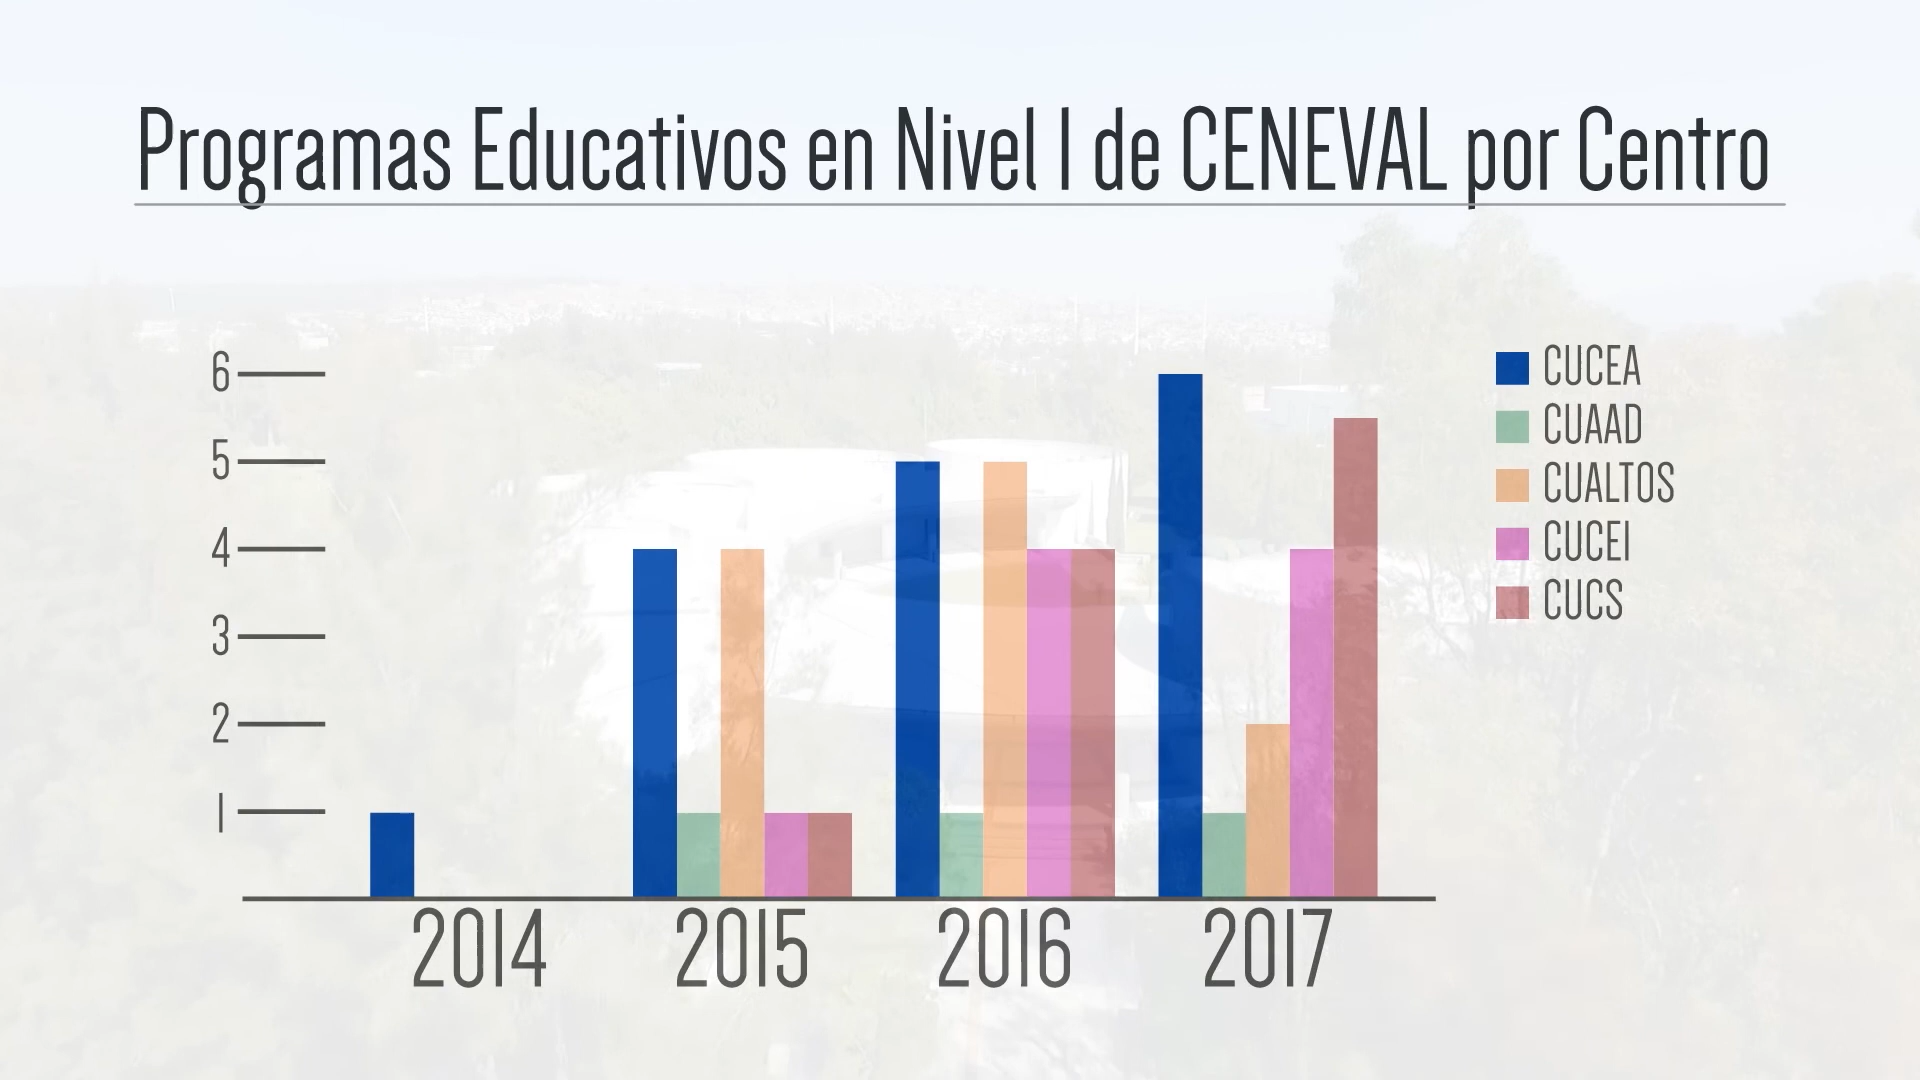 Programas Educativos en Nivel I de CENEVAL por Centro
6
5
4
3
2
1
2014
2015
2016
2017
CUCEA
CUAAD
CUALTOS
CUCEI
CUCS